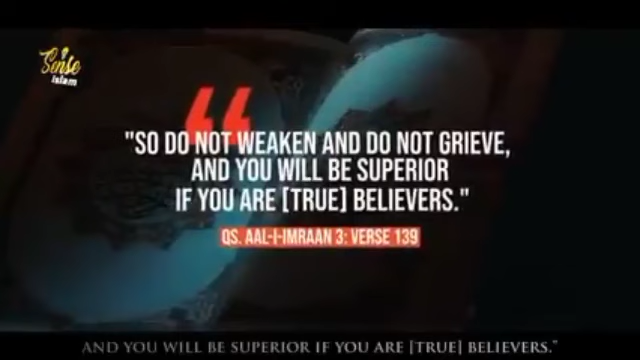 Sense
islam
"SO DO NOT WEAKEN AND DO NOT GRIEVE,
AND YOU WILL BE SUPERIOR
IF YOU ARE [TRUE] BELIEVERS."
QS. AAL-I-IMRAAN 3: VERSE 139
AND YOU WILL BE SUPERIOR IF YOU ARE [TRUE] BELIEVERS."